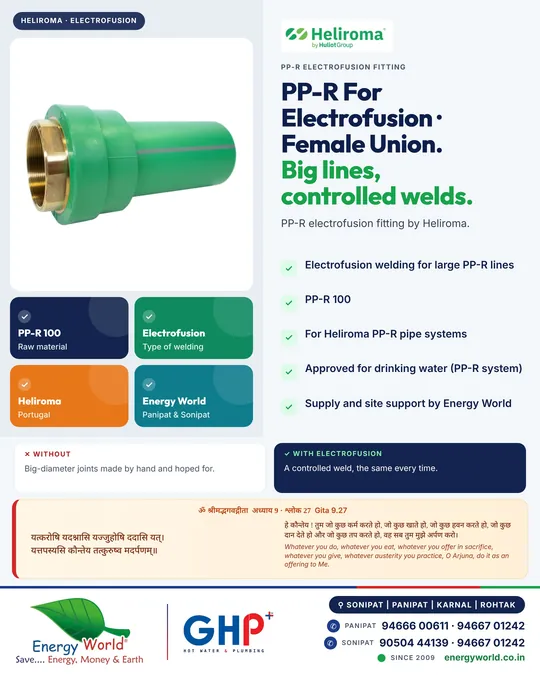 HELIROMA · ELECTROFUSION
Heliroma
by HuliotGroup
PP-R ELECTROFUSION FITTING
PP-R For
Electrofusion ·
Female Union.
Big lines,
controlled welds.
PP-R electrofusion fitting by Heliroma.
Electrofusion welding for large PP-R lines
PP-R 100
For Heliroma PP-R pipe systems
Approved for drinking water (PP-R system)
Supply and site support by Energy World
PP-R 100
Raw material
Electrofusion
Type of welding
Heliroma
Portugal
Energy World
Panipat & Sonipat
✕ WITHOUT
Big-diameter joints made by hand and hoped for.
✓ WITH ELECTROFUSION
A controlled weld, the same every time.
ॐ श्रीमद्भगवद्गीता अध्याय 9 · श्लोक 27 Gita 9.27
यत्करोषि यदश्नासि यज्जुहोषि ददासि यत्।
यत्तपस्यसि कौन्तेय तत्कुरुष्व मदर्पणम्॥
हे कौन्तेय ! तुम जो कुछ कर्म करते हो, जो कुछ खाते हो, जो कुछ हवन करते हो, जो कुछ
दान देते हो और जो कुछ तप करते हो, वह सब तुम मुझे अर्पण करो।
Whatever you do, whatever you eat, whatever you offer in sacrifice,
whatever you give, whatever austerity you practice, O Arjuna, do it as an
offering to Me.
Energy World
Save.... Energy, Money & Earth
GHP+
HOT WATER & PLUMBING
SONIPAT | PANIPAT | KARNAL | ROHTAK
PANIPAT 94666 00611 · 94667 01242
SONIPAT 90504 44139 · 94667 01242
SINCE 2009 energyworld.co.in